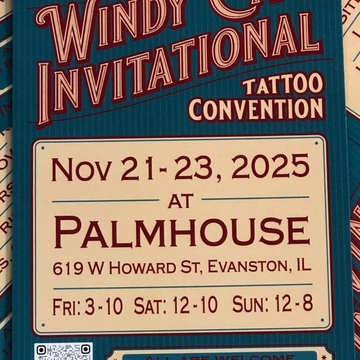 Windy
Invitational
Tattoo
Convention
Nov 21-23, 2025
at
Palmhouse
619 W Howard St, Evanston, IL
Fri: 3-10 Sat: 12-10 Sun: 12-8